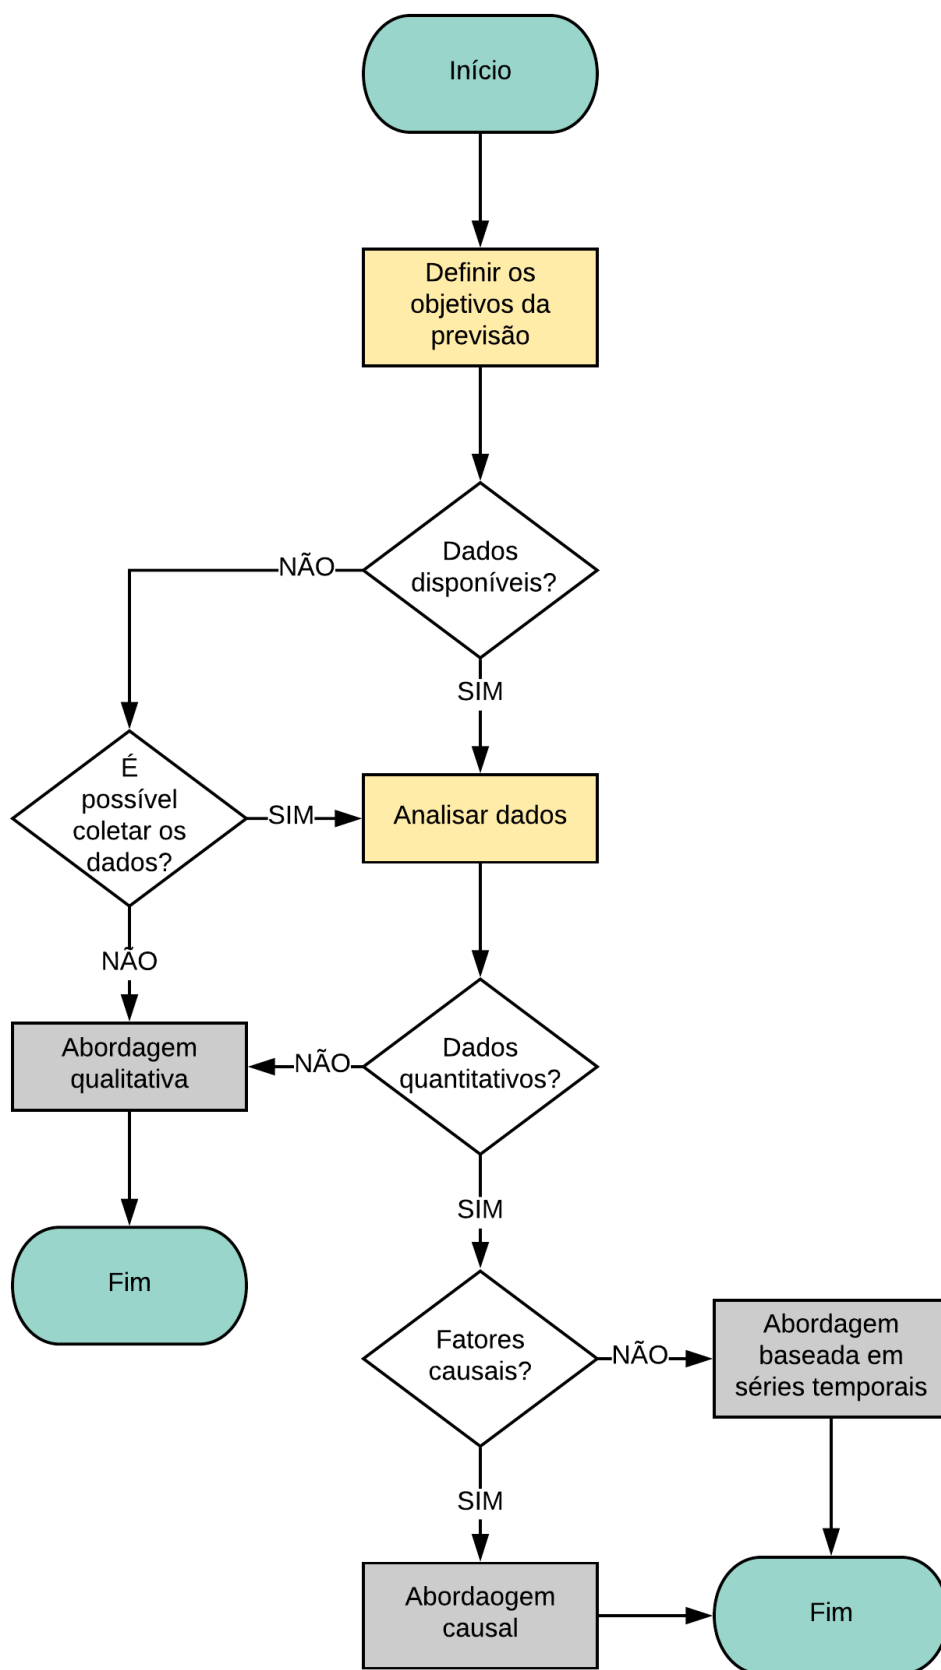 Início
Definir os
objetivos da
previsão
Dados
disponíveis?
NÃO
SIM
É
possível
coletar os
dados?
SIM
Analisar dados
NÃO
Abordagem
qualitativa
NÃO
Dados
quantitativos?
SIM
Fim
Fatores
causais?
NÃO
Abordagem
baseada em
séries temporais
SIM
Abordaogem
causal
Fim